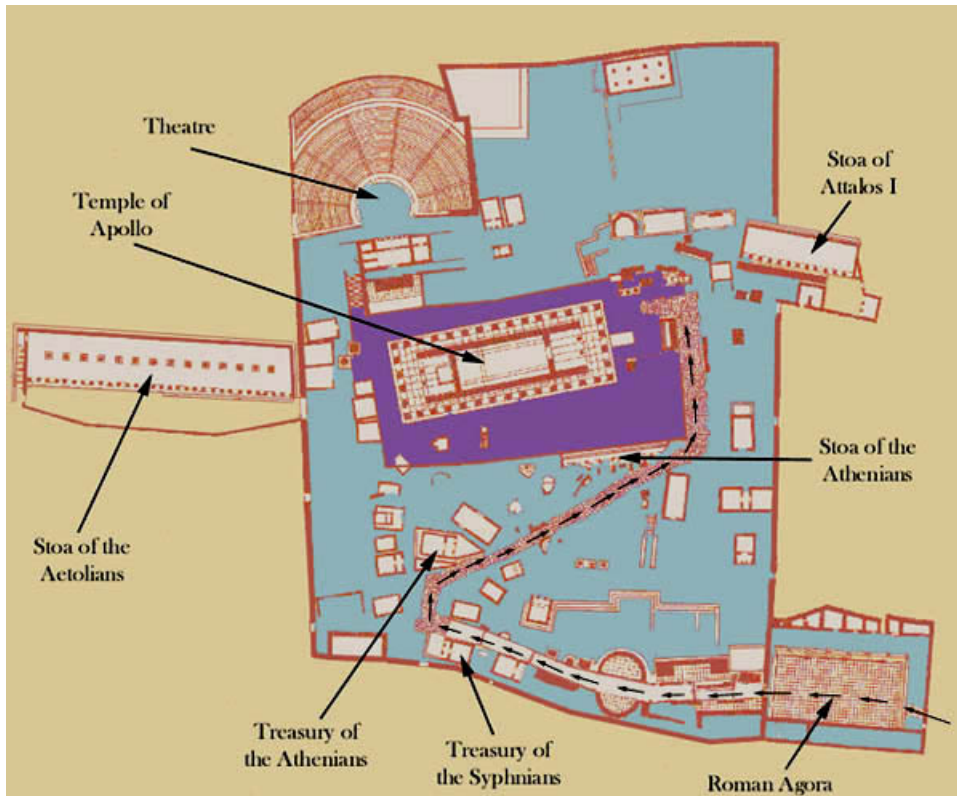 Theatre
Temple of
Apollo
Stoa of
Attalos I
Stoa of the
Athenians
Stoa of the
Aetolians
Treasury of
the Athenians
Treasury of
the Syphnians
Roman Agora